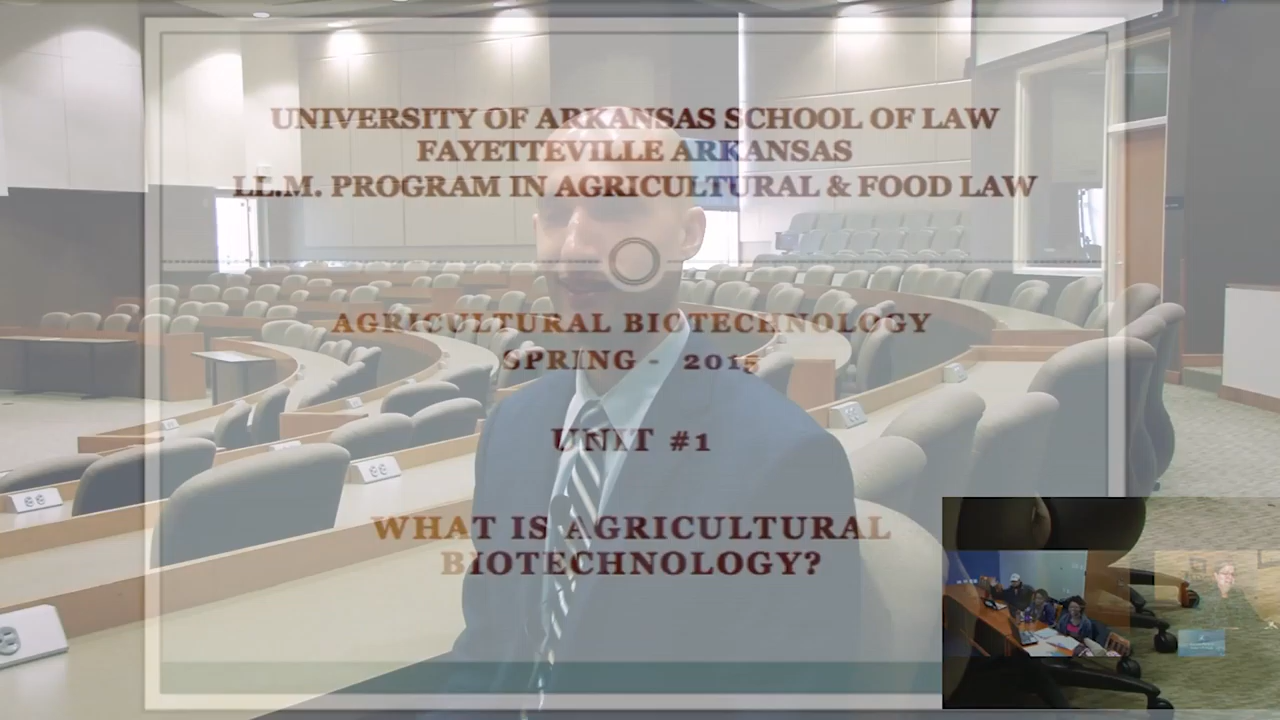 UNIVERSITY OF ARKANSAS SCHOOL OF LAW
FAYETTEVILLE ARKANSAS
LL.M. PROGRAM IN AGRICULTURAL & FOOD LAW
AGRICULTURAL BIOTECHNOLOGY
SPRING - 2015
UNIT #1
WHAT IS AGRICULTURAL
BIOTECHNOLOGY?